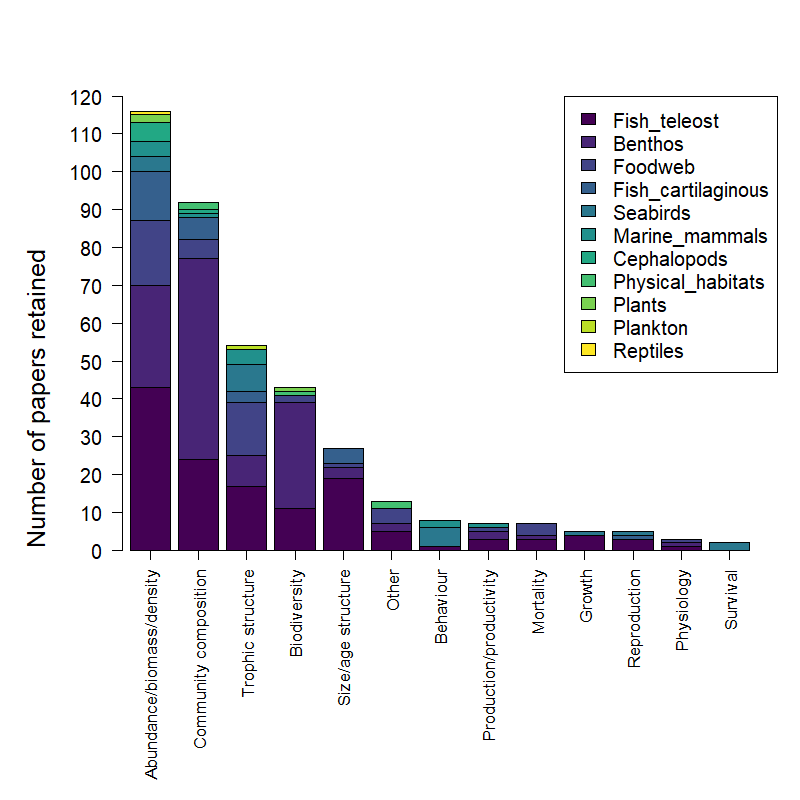 Number of papers retained
120
110
100
90
80
70
60
50
40
30
20
10
0
Fish_teleost
Benthos
Foodweb
Fish_cartilaginous
Seabirds
Marine_mammals
Cephalopods
Physical_habitats
Plants
Plankton
Reptiles
Abundance/biomass/density
Community composition
Trophic structure
Biodiversity
Size/age structure
Other
Behaviour
Production/productivity
Mortality
Growth
Reproduction
Physiology
Survival